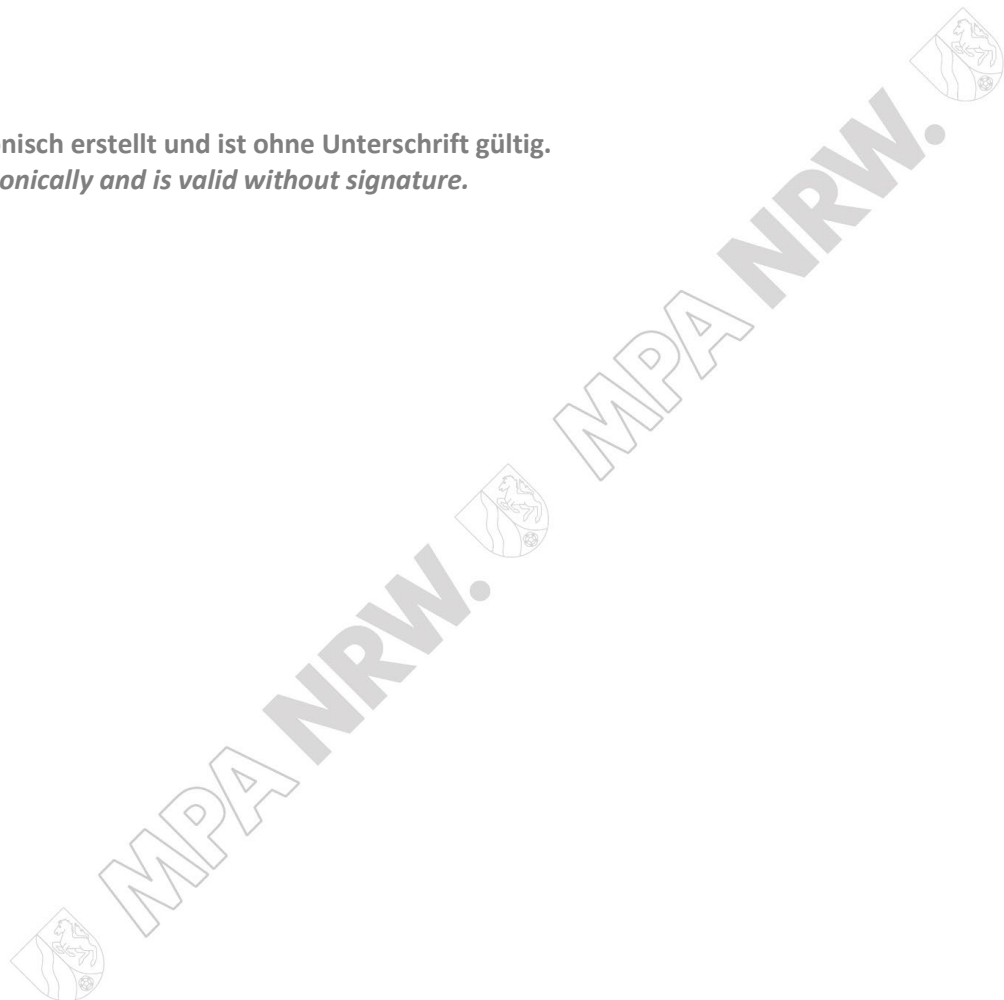 nisch erstellt und ist ohne Unterschrift gültig.
onically and is valid without signature.
MPA NRW.
MPA NRW.